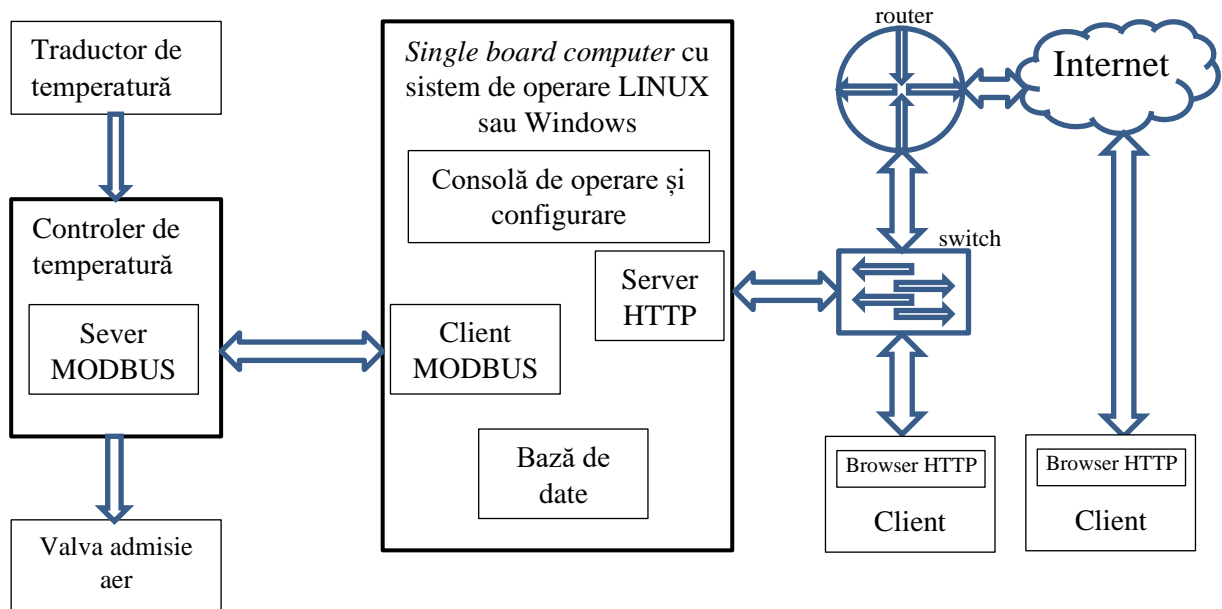 Traductor de
temperatură
Controler de
temperatură
Sever
MODBUS
Valva admisie
aer
Single board computer cu
sistem de operare LINUX
sau Windows
Consolă de operare și
configurare
Server
HTTP
Client
MODBUS
Bază de
date
router
Internet
switch
Browser HTTP
Client
Browser HTTP
Client